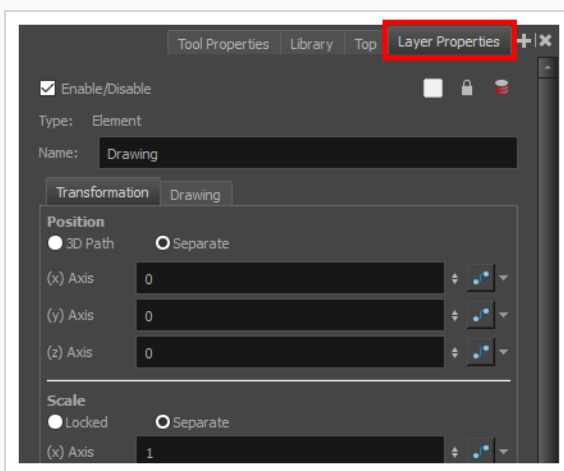 Tool Properties Library Top Layer Properties
Enable/Disable
Type: Element
Name: Drawing
Transformation Drawing
Position
3D Path Separate
(x) Axis 0
(y) Axis 0
(z) Axis 0
Scale
Locked Separate
(x) Axis 1